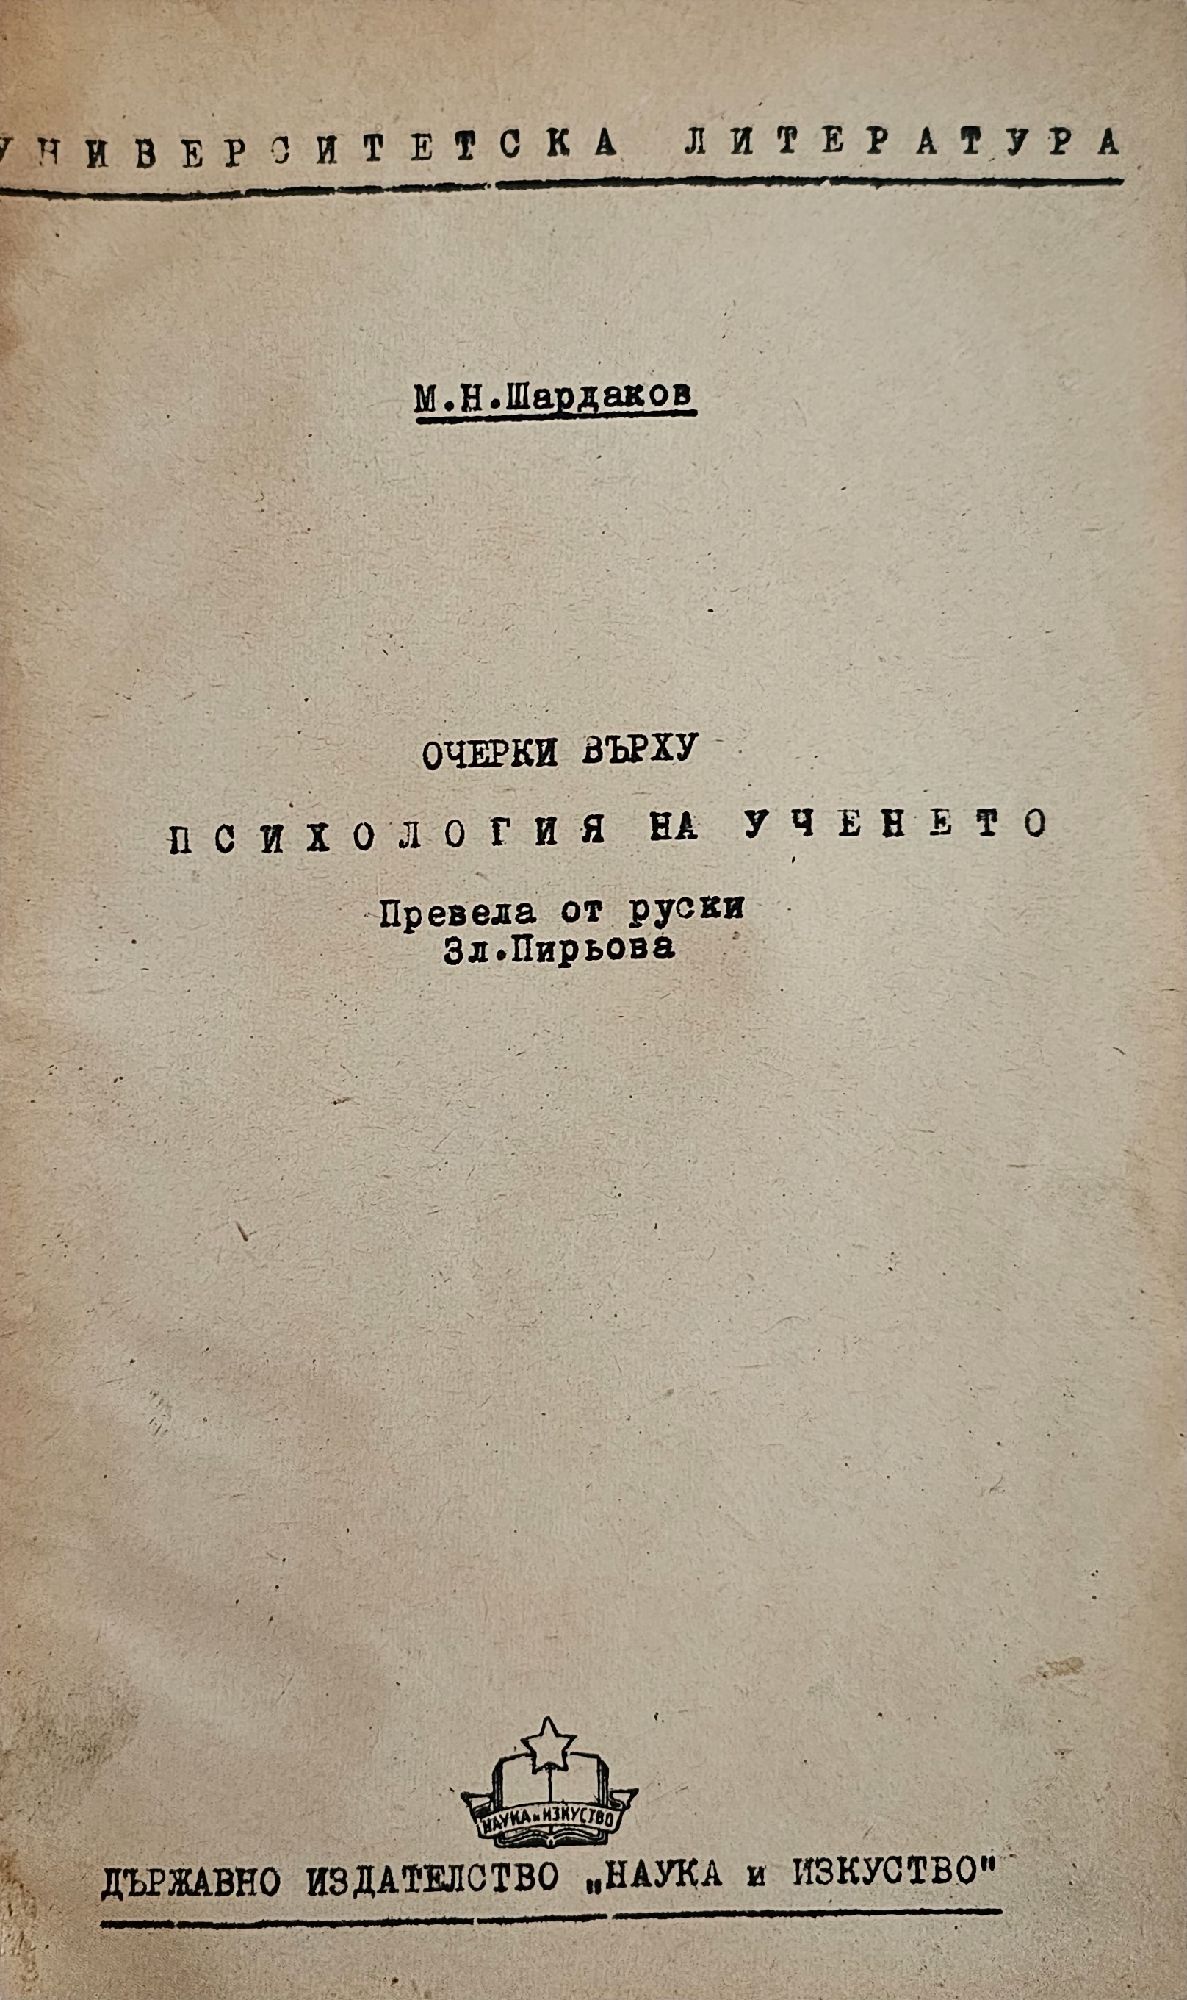 УНИВЕРСИТЕТСКА ЛИТЕРАТУРА
М.Н.Шардаков
ОЧЕРКИ ВЪРХУ
ПСИХОЛОГИЯ НА УЧЕНЕТО
Превела от руски
Зл.Пирьова
НАУКА и ИЗКУСТВО
ДЪРЖАВНО ИЗДАТЕЛСТВО „НАУКА и ИЗКУСТВО"